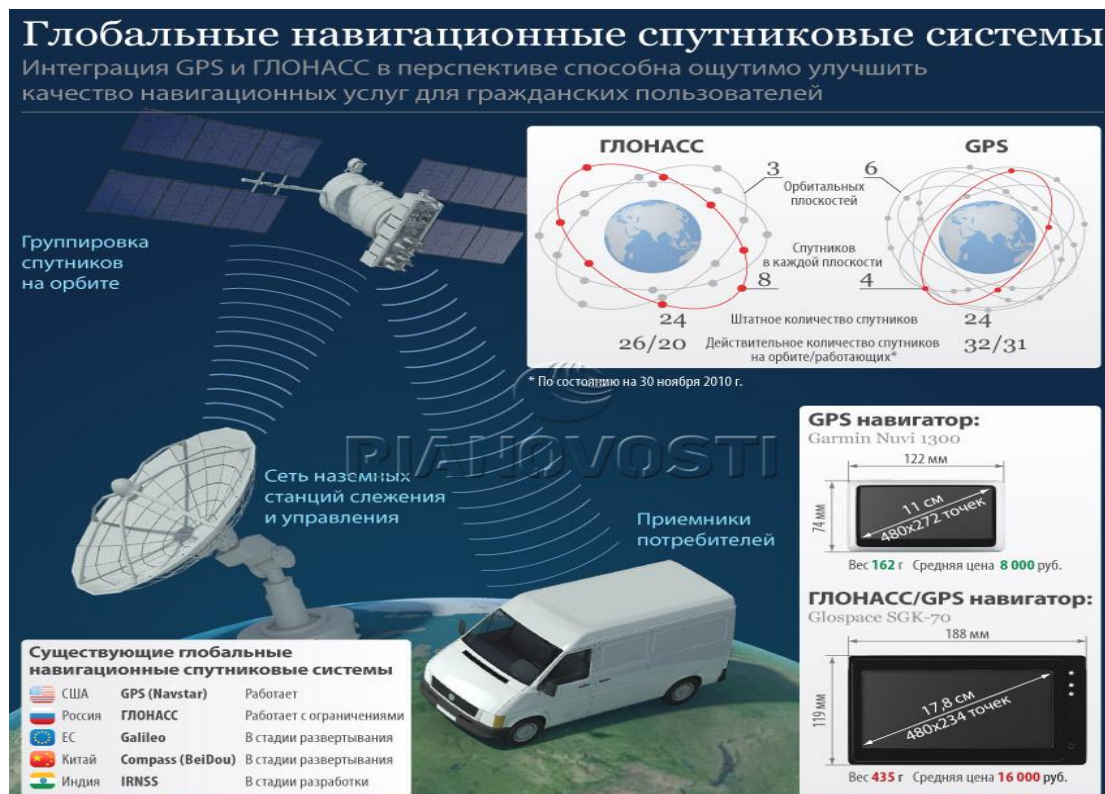 Глобальные навигационные спутниковые системы
Интеграция GPS и ГЛОНАСС в перспективе способна ощутимо улучшить
качество навигационных услуг для гражданских пользователей
Группировка
спутников
на орбите
ГЛОНАСС
GPS
3
Орбитальных
плоскостей
6
Спутников
в каждой плоскости
8
4
24
Штатное количество спутников
24
26/20
Действительное количество спутников
на орбите/работающих*
32/31
* По состоянию на 30 ноября 2010 г.
RIANOVOSTI
Сеть наземных
станций слежения
и управления
Приемники
потребителей
GPS навигатор:
Garmin Nuvi 1300
122 мм
74 мм
11 см
480x272 точек
Вес 162 г Средняя цена 8 000 руб.
ГЛОНАСС/GPS навигатор:
Glospace SGK-70
188 мм
119 мм
17,8 см
480x234 точек
Вес 435 г Средняя цена 16 000 руб.
Существующие глобальные
навигационные спутниковые системы
США GPS (Navstar) Работает
Россия ГЛОНАСС Работает с ограничениями
ЕС Galileo В стадии развертывания
Китай Compass (BeiDou) В стадии развертывания
Индия IRNSS В стадии разработки